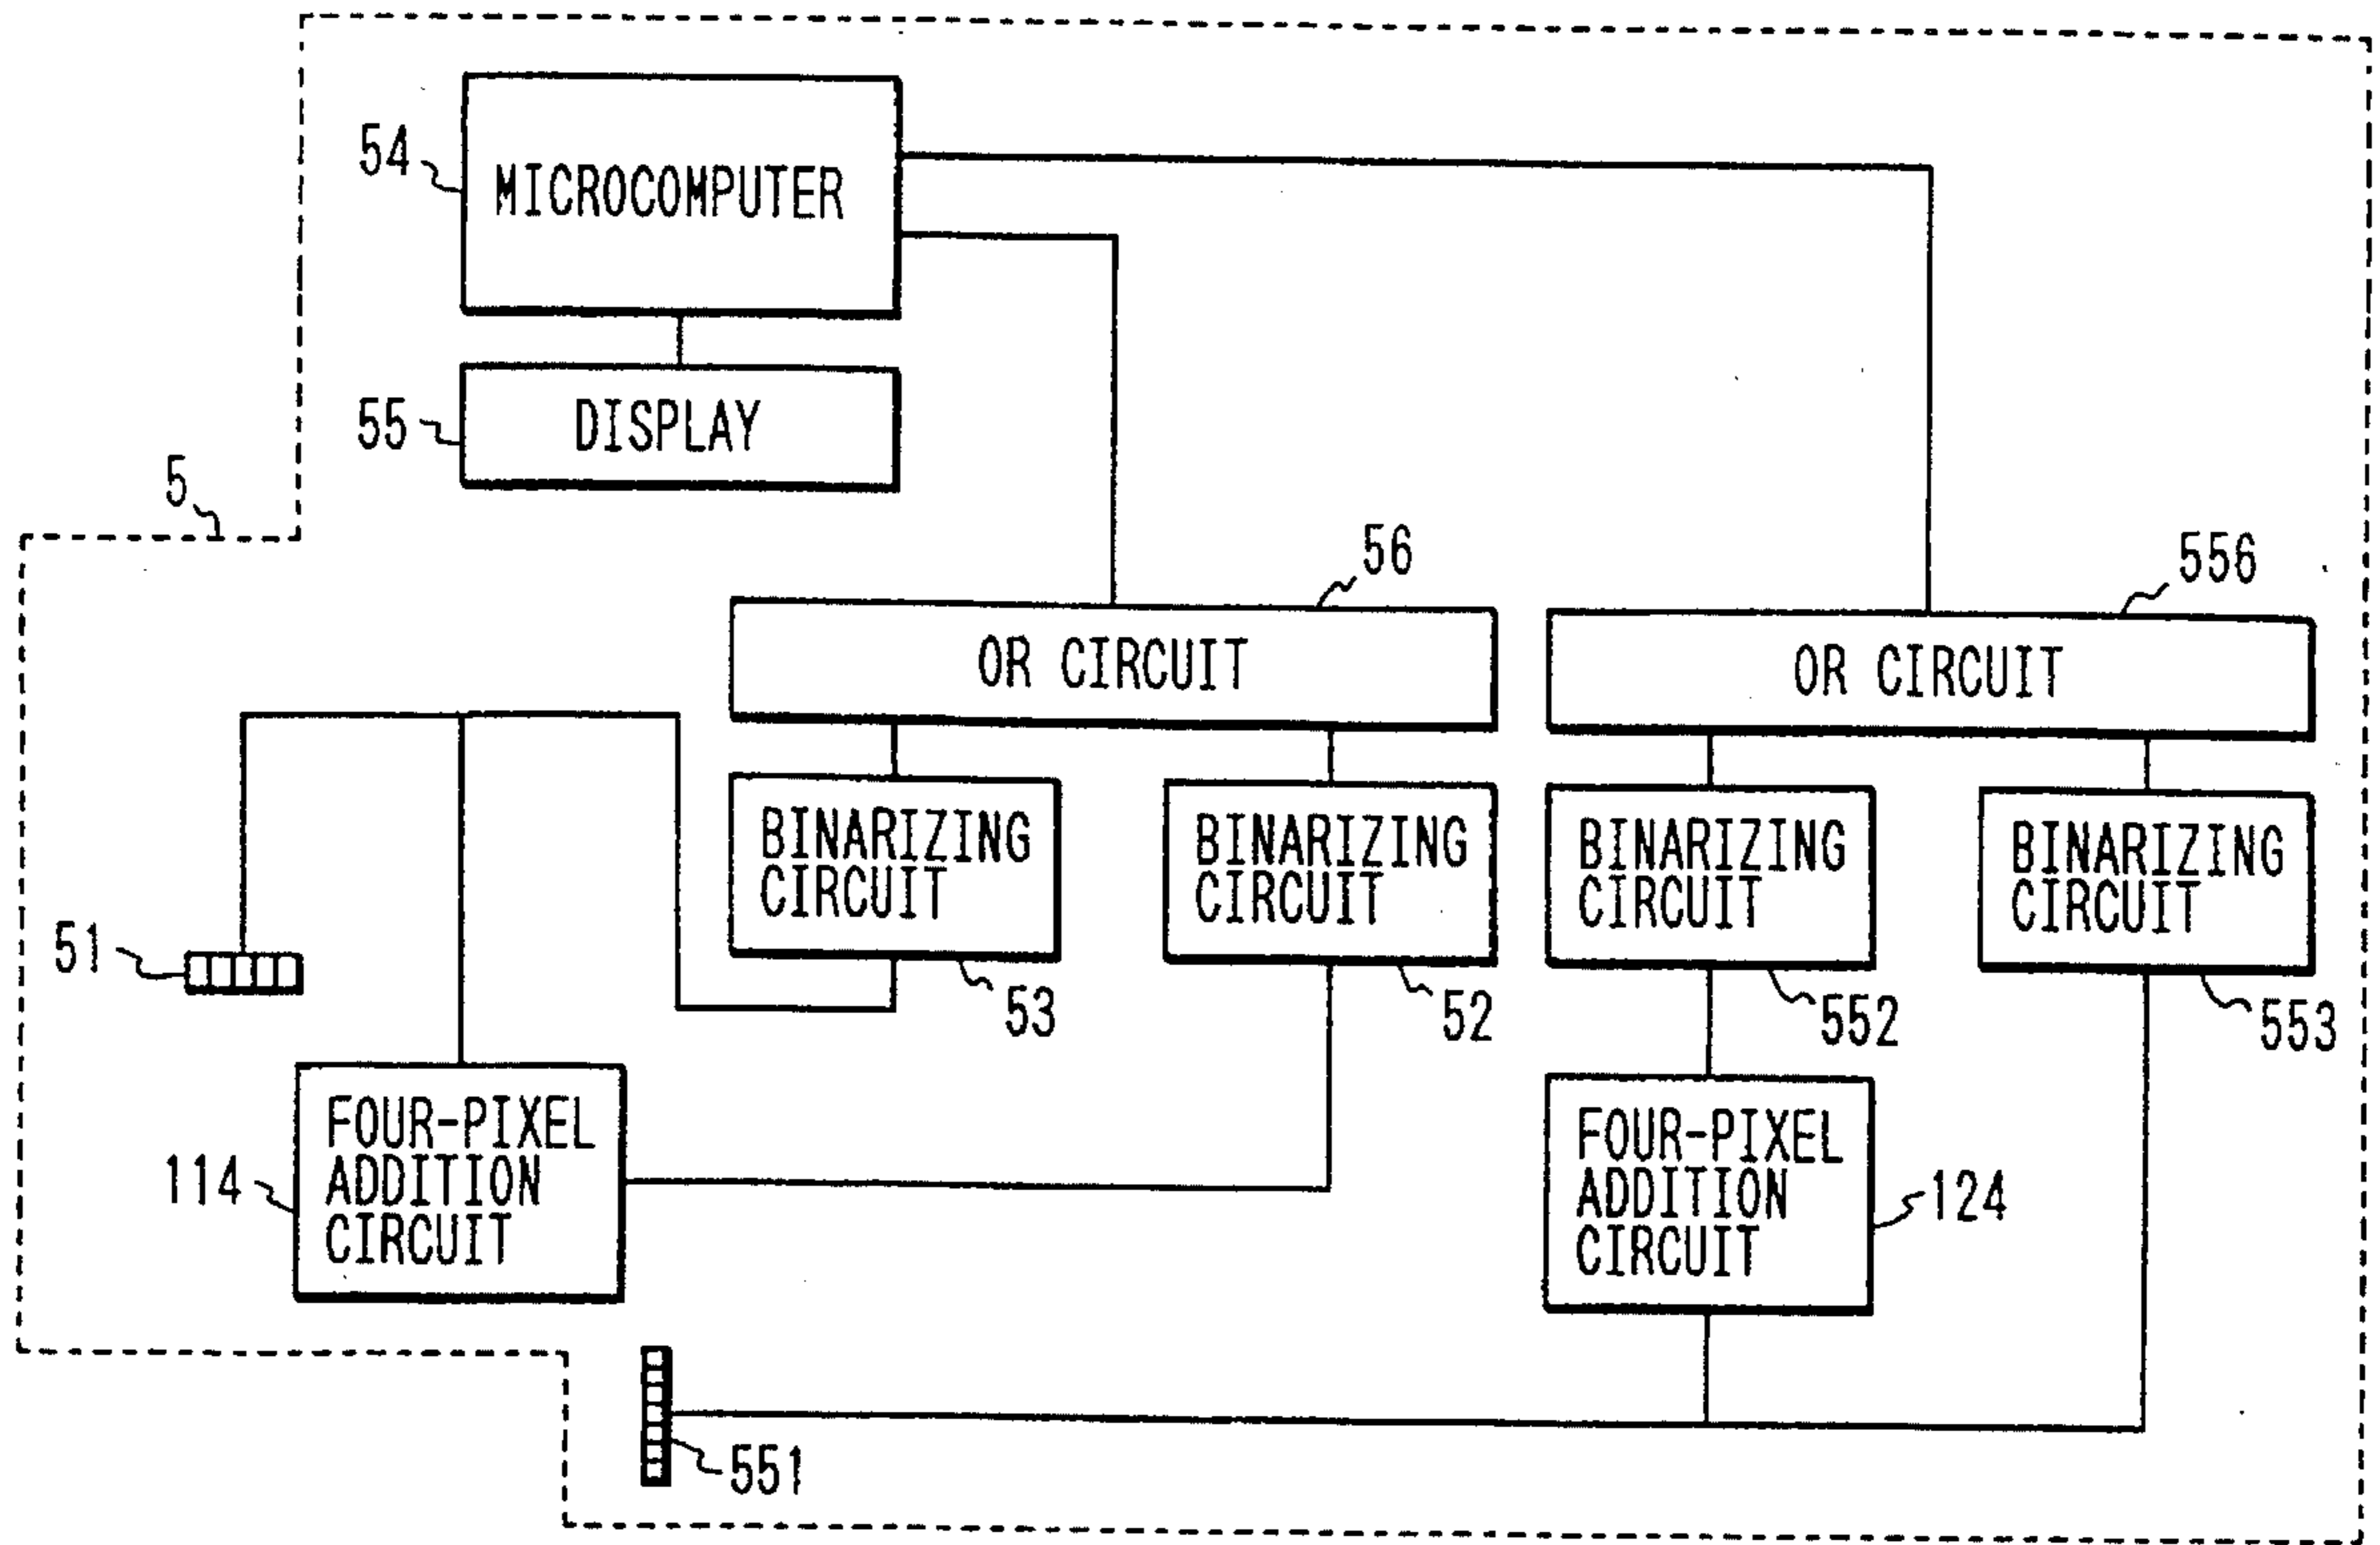 54
MICROCOMPUTER
55
DISPLAY
5
56
556
OR CIRCUIT
OR CIRCUIT
BINARIZING
CIRCUIT
BINARIZING
CIRCUIT
BINARIZING
CIRCUIT
BINARIZING
CIRCUIT
51
53
52
552
553
FOUR-PIXEL
ADDITION
CIRCUIT
114
FOUR-PIXEL
ADDITION
CIRCUIT
124
551